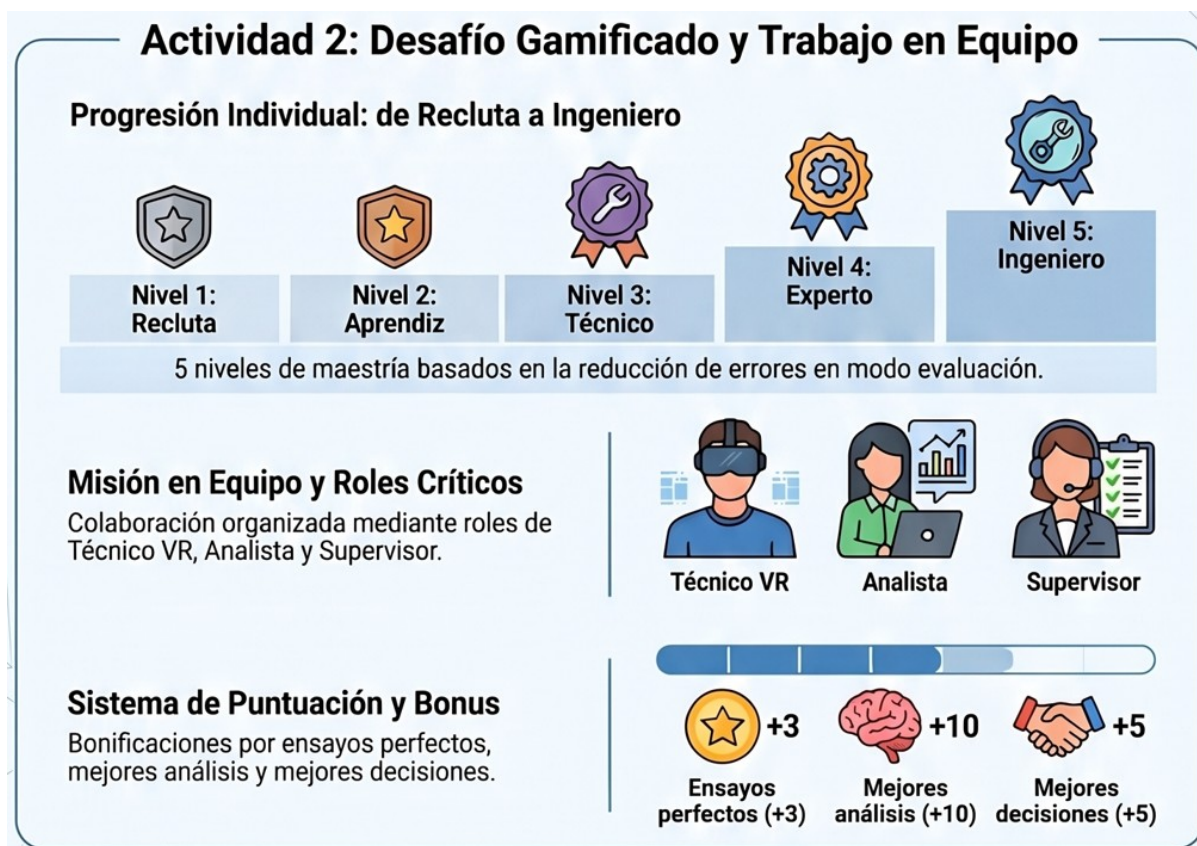 Actividad 2: Desafío Gamificado y Trabajo en Equipo
Progresión Individual: de Recluta a Ingeniero
Nivel 1:
Recluta
Nivel 2:
Aprendiz
Nivel 3:
Técnico
Nivel 4:
Experto
Nivel 5:
Ingeniero
5 niveles de maestría basados en la reducción de errores en modo evaluación.
Misión en Equipo y Roles Críticos
Colaboración organizada mediante roles de
Técnico VR, Analista y Supervisor.
Técnico VR
Analista
Supervisor
Sistema de Puntuación y Bonus
Bonificaciones por ensayos perfectos,
mejores análisis y mejores decisiones.
+3
+10
+5
Ensayos
perfectos (+3)
Mejores
análisis (+10)
Mejores
decisiones (+5)